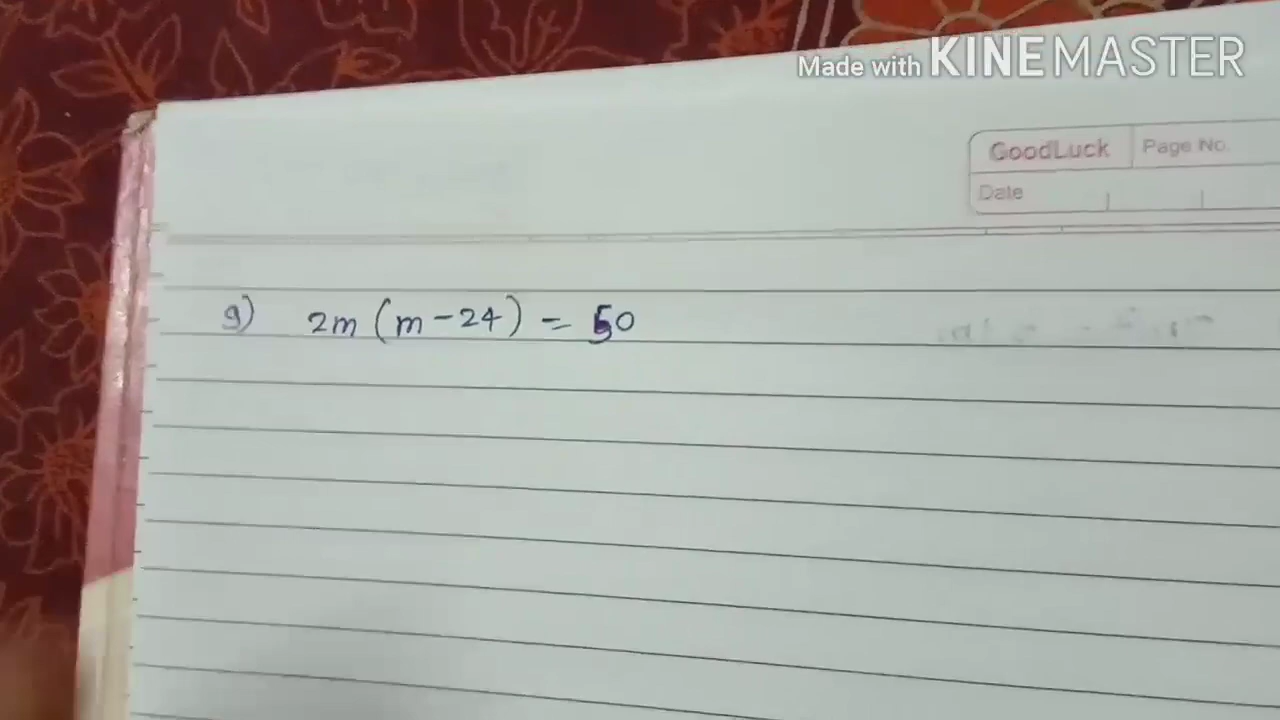 Made with KINEMASTER
GoodLuck Page No.
Date
9) 2m (m - 24) = 50